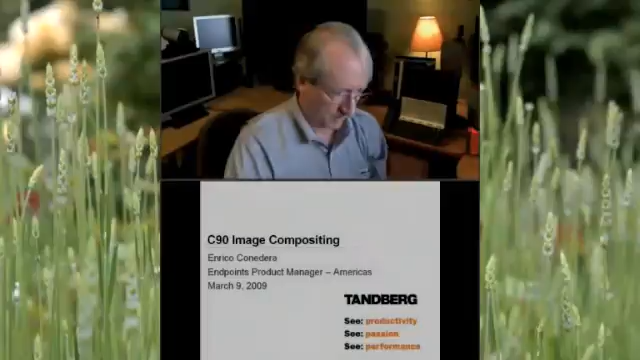 C90 Image Compositing
Enrico Conedera
Endpoints Product Manager – Americas
March 9, 2009
TANDBERG
See: productivity
See: passion
See: performance